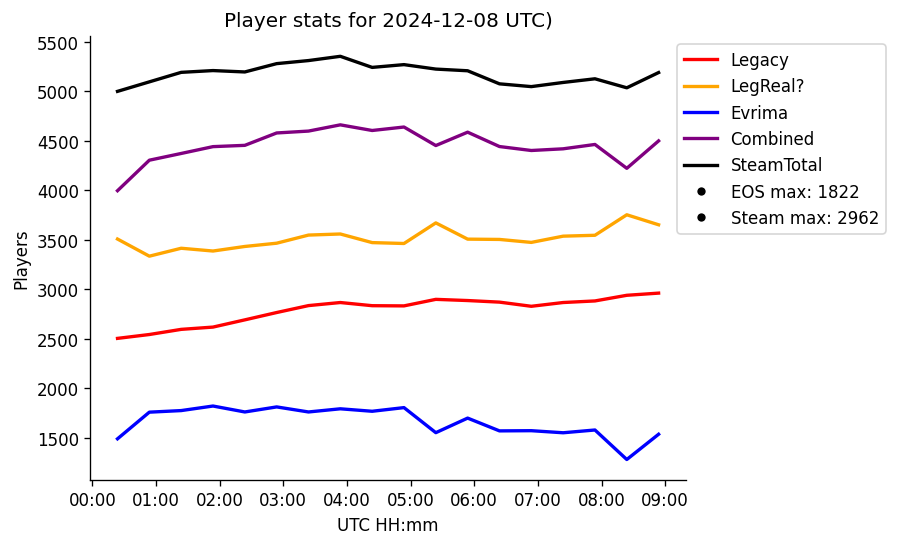 Player stats for 2024-12-08 UTC)
5500
5000
4500
4000
3500
3000
2500
2000
1500
Players
00:00 01:00 02:00 03:00 04:00 05:00 06:00 07:00 08:00 09:00
UTC HH:mm
Legacy
LegReal?
Evrima
Combined
SteamTotal
EOS max: 1822
Steam max: 2962